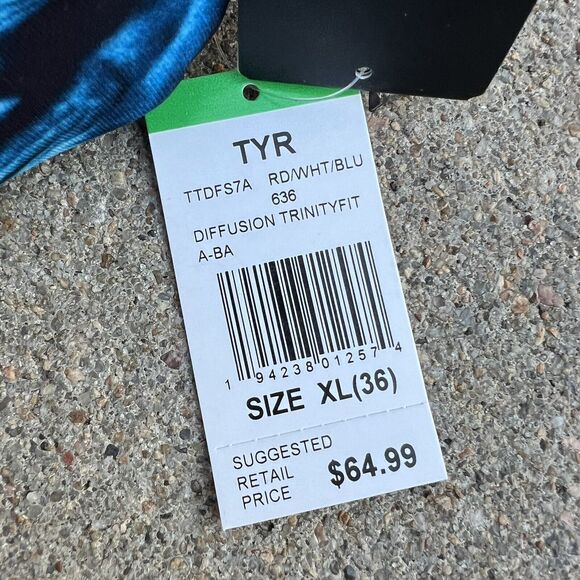 TYR
TTDFS7A RD/WHT/BLU
636
DIFFUSION TRINITYFIT
A-BA
1 94238 01257 4
SIZE XL(36)
SUGGESTED
RETAIL
PRICE
$64.99